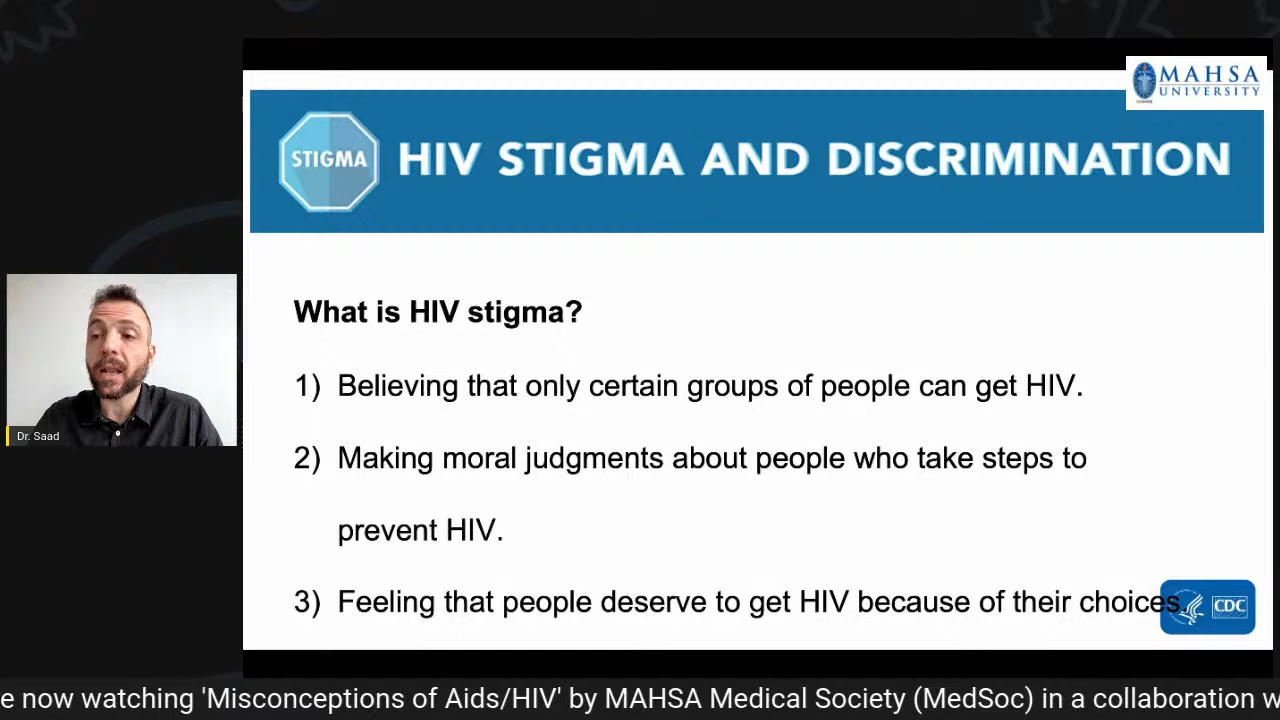 MAHSA
UNIVERSITY
STIGMA
HIV STIGMA AND DISCRIMINATION
What is HIV stigma?
1) Believing that only certain groups of people can get HIV.
2) Making moral judgments about people who take steps to
prevent HIV.
3) Feeling that people deserve to get HIV because of their choices.
CDC
Dr. Saad
e now watching 'Misconceptions of Aids/HIV' by MAHSA Medical Society (MedSoc) in a collaboration w